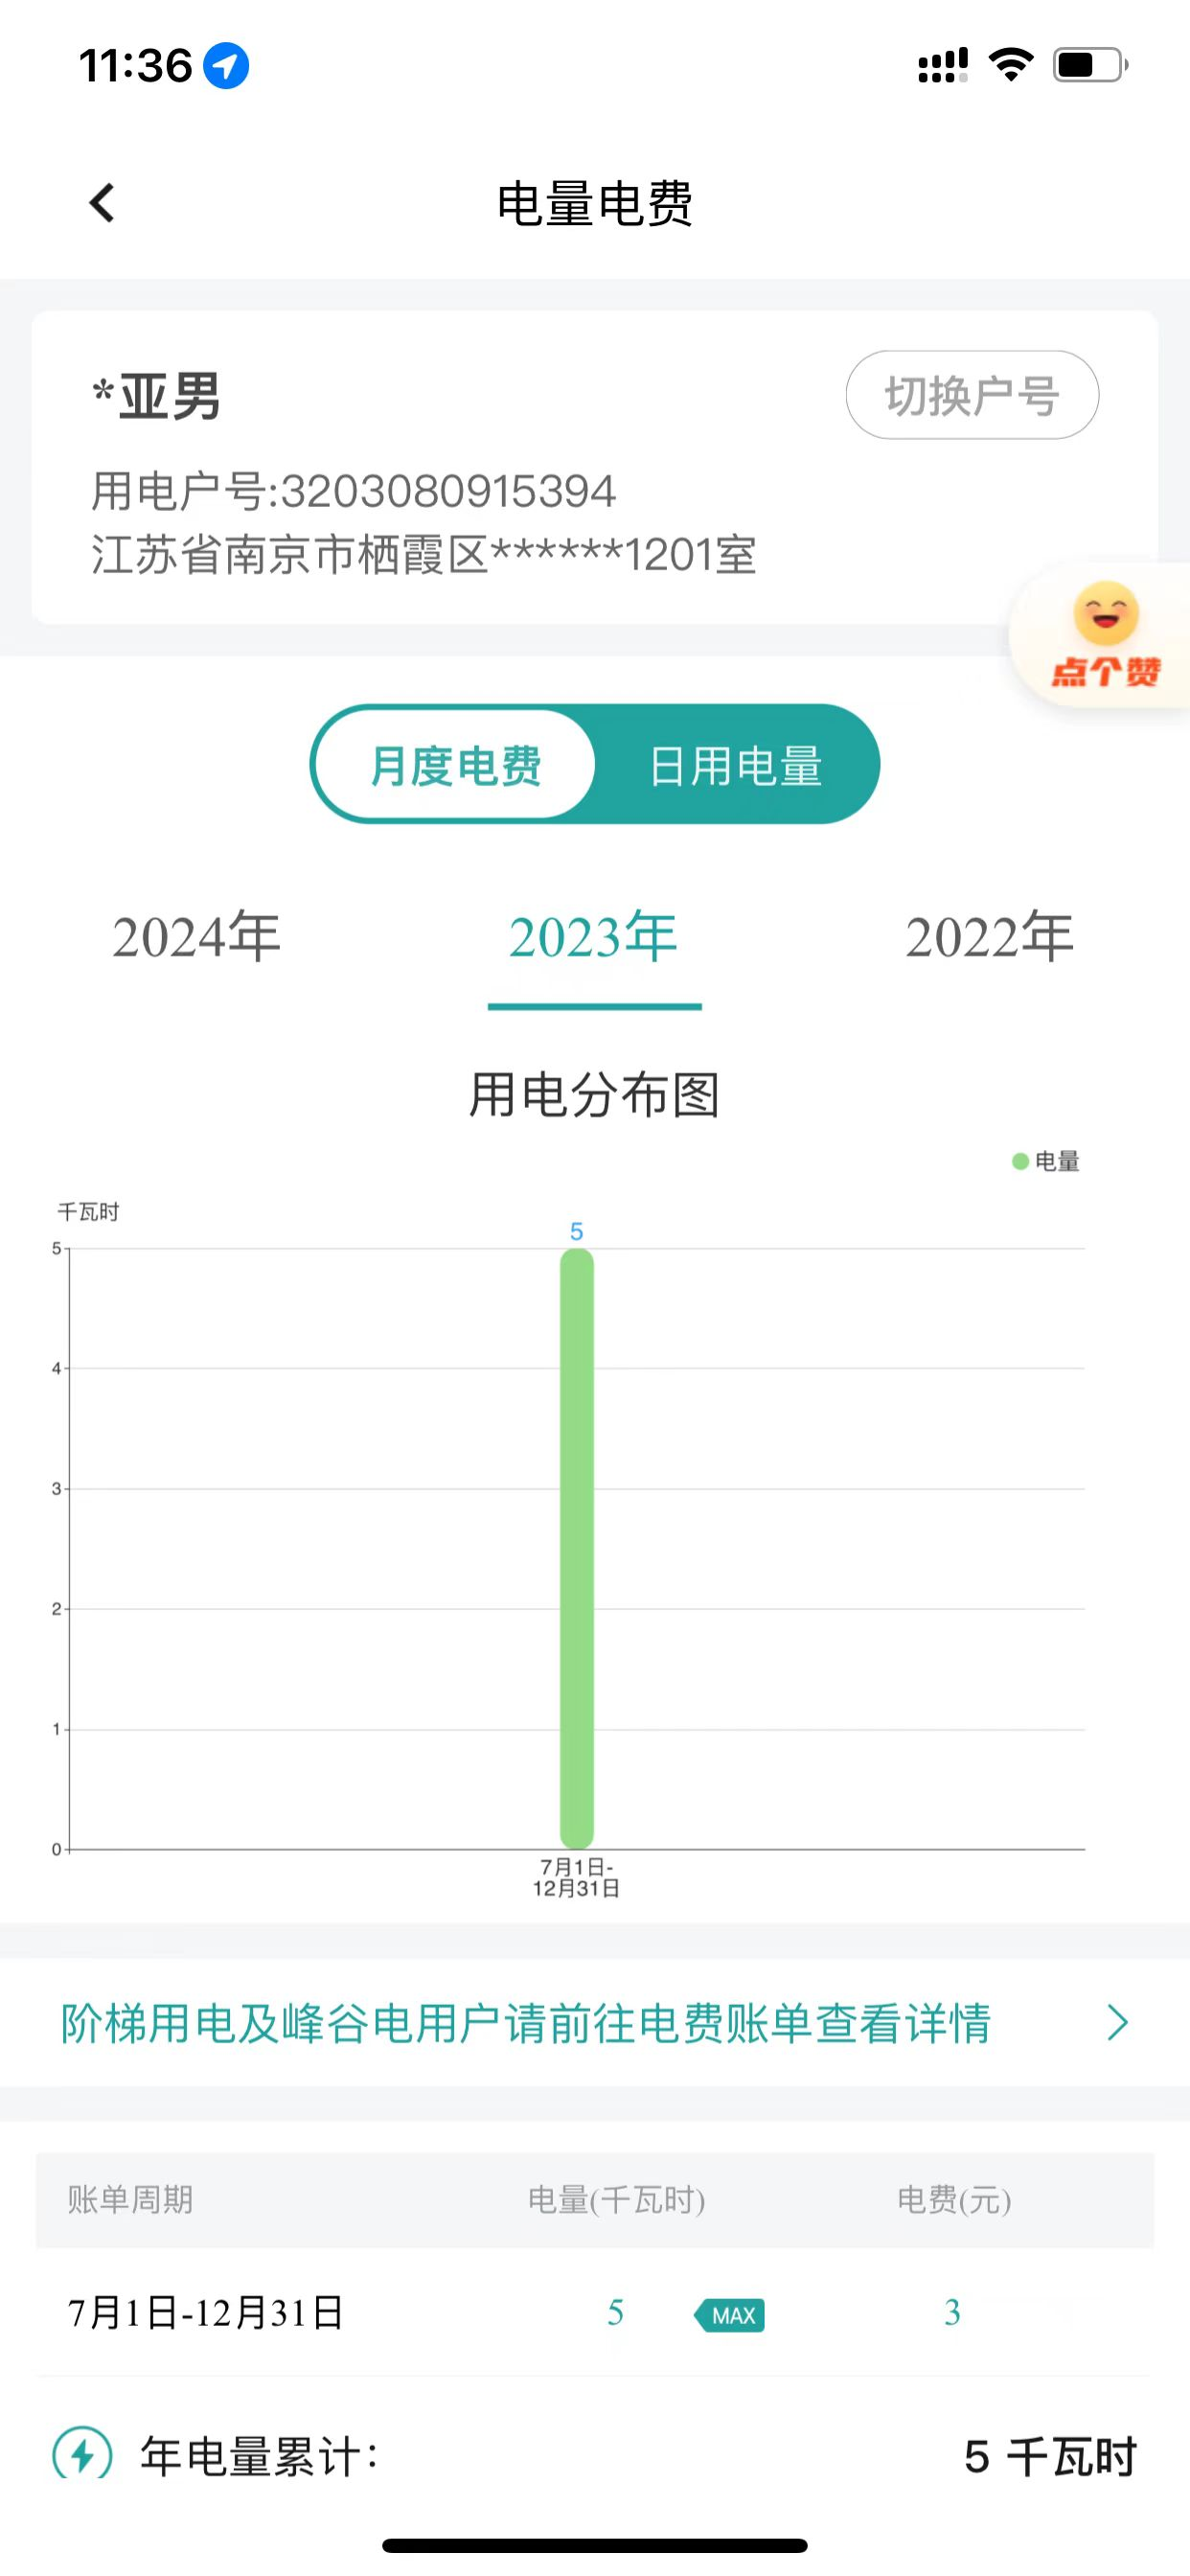 11:36
电量电费
*亚男
切换户号
用电户号:3203080915394
江苏省南京市栖霞区******1201室
点个赞
月度电费
日用电量
2024年
2023年
2022年
用电分布图
电量
千瓦时
5
5
4
3
2
1
0
7月1日-
12月31日
阶梯用电及峰谷电用户请前往电费账单查看详情
账单周期
电量(千瓦时)
电费(元)
7月1日-12月31日
5
MAX
3
年电量累计:
5 千瓦时